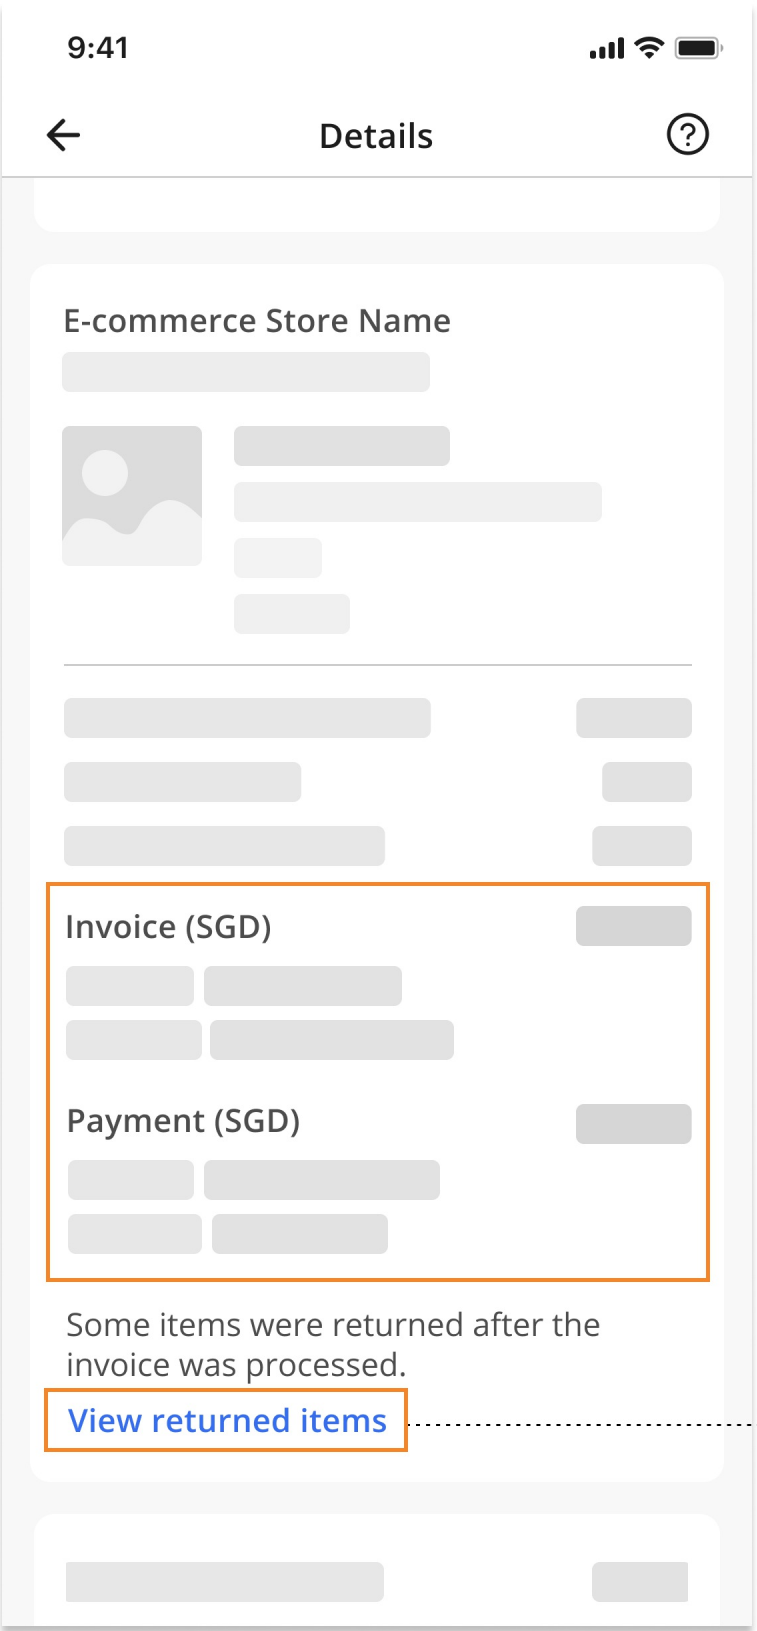 9:41
Details
E-commerce Store Name
Invoice (SGD)
Payment (SGD)
Some items were returned after the
invoice was processed.
View returned items